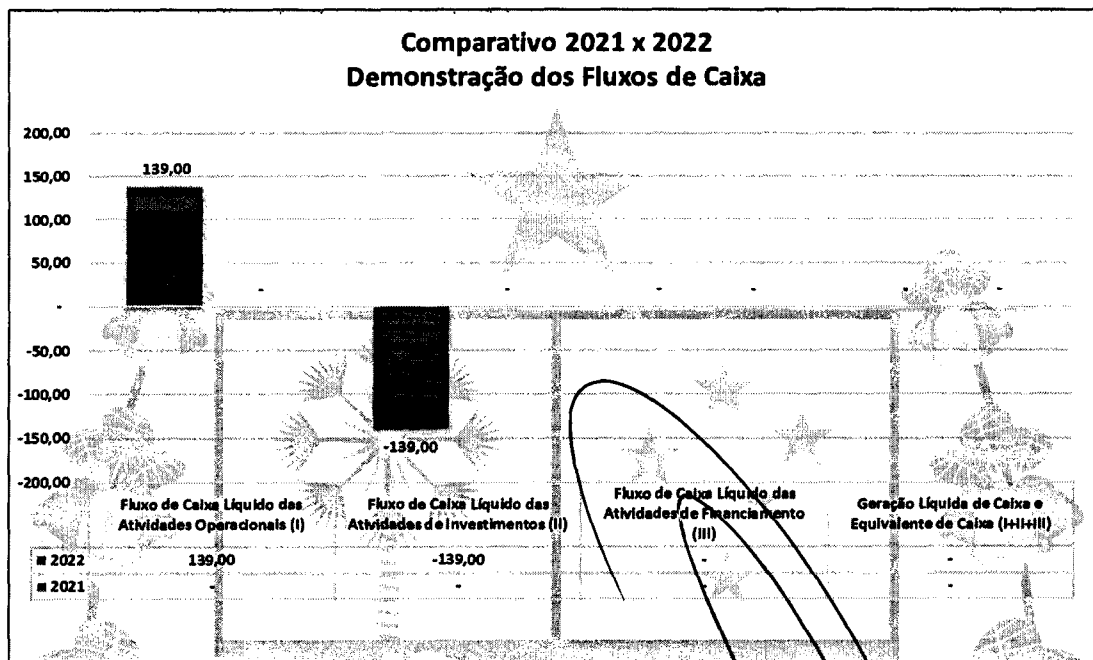 Comparativo 2021 x 2022
Demonstração dos Fluxos de Caixa
200,00
150,00
100,00
50,00
-
-50,00
-100,00
-150,00
-200,00
139,00
-
-
-
-
-
-
-139,00
Fluxo de Caixa Líquido das
Atividades Operacionais (I)
Fluxo de Caixa Líquido das
Atividades de Investimentos (II)
Fluxo de Caixa Líquido das
Atividades de Financiamento
(III)
Geração Líquida de Caixa e
Equivalente de Caixa (I+II+III)
2022 139,00 -139,00 - -
2021 - - - -